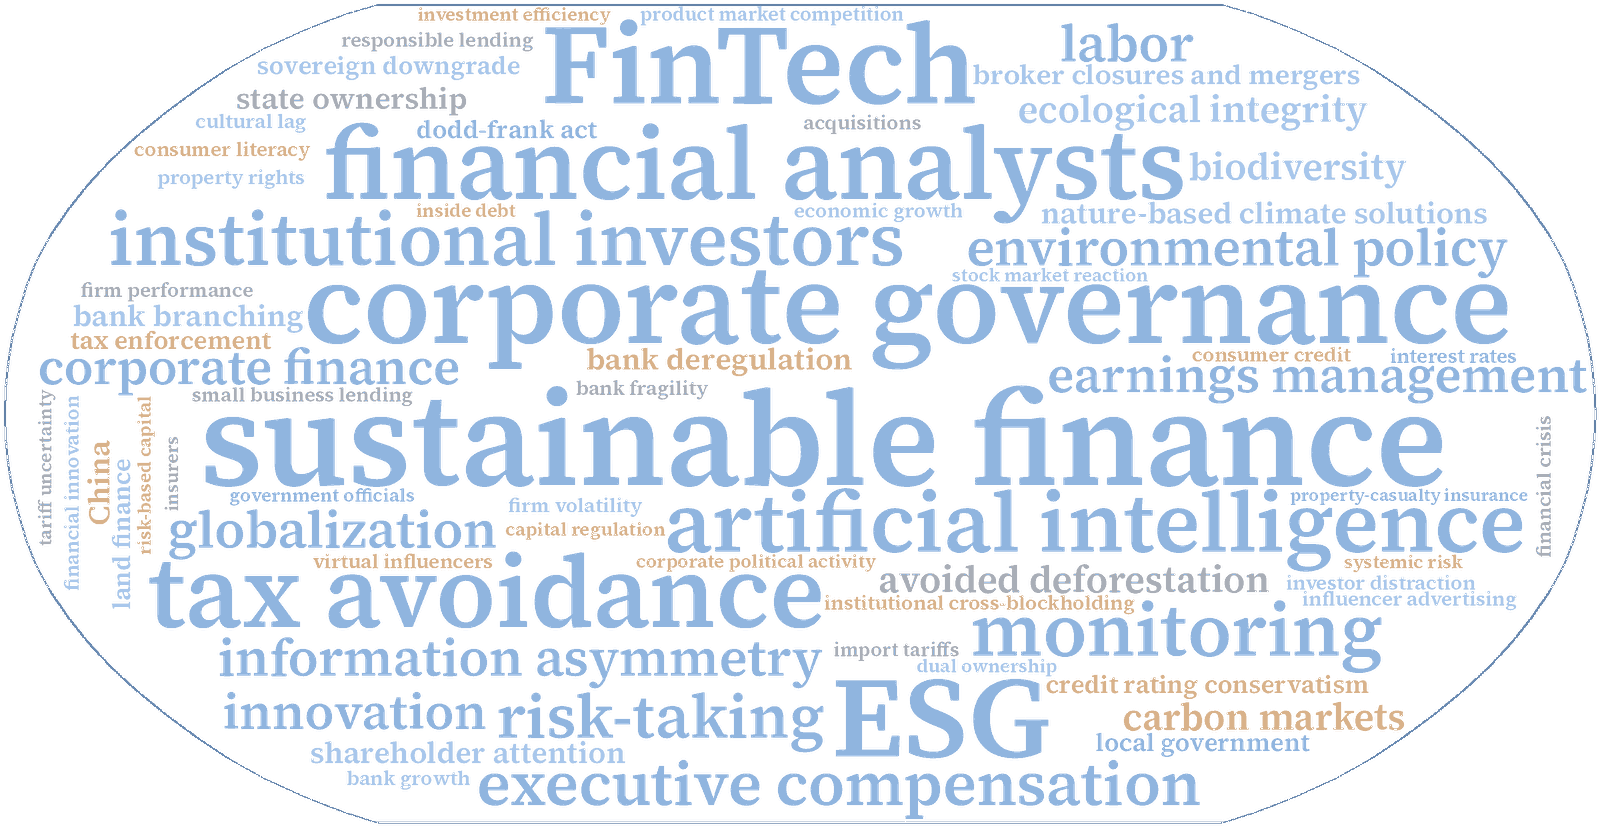 investment efficiency
product market competition
responsible lending
FinTech
labor
sovereign downgrade
broker closures and mergers
state ownership
ecological integrity
cultural lag
dodd-frank act
acquisitions
consumer literacy
financial analysts
biodiversity
property rights
inside debt
economic growth
nature-based climate solutions
institutional investors
environmental policy
stock market reaction
firm performance
corporate governance
bank branching
tax enforcement
bank deregulation
consumer credit
interest rates
corporate finance
earnings management
small business lending
bank fragility
sustainable finance
tariff uncertainty
financial innovation
China
land finance
risk-based capital
insurers
financial crisis
government officials
firm volatility
property-casualty insurance
globalization
capital regulation
artificial intelligence
virtual influencers
corporate political activity
systemic risk
tax avoidance
avoided deforestation
investor distraction
institutional cross-blockholding
influencer advertising
monitoring
information asymmetry
import tariffs
dual ownership
ESG
credit rating conservatism
innovation
risk-taking
carbon markets
shareholder attention
local government
bank growth
executive compensation